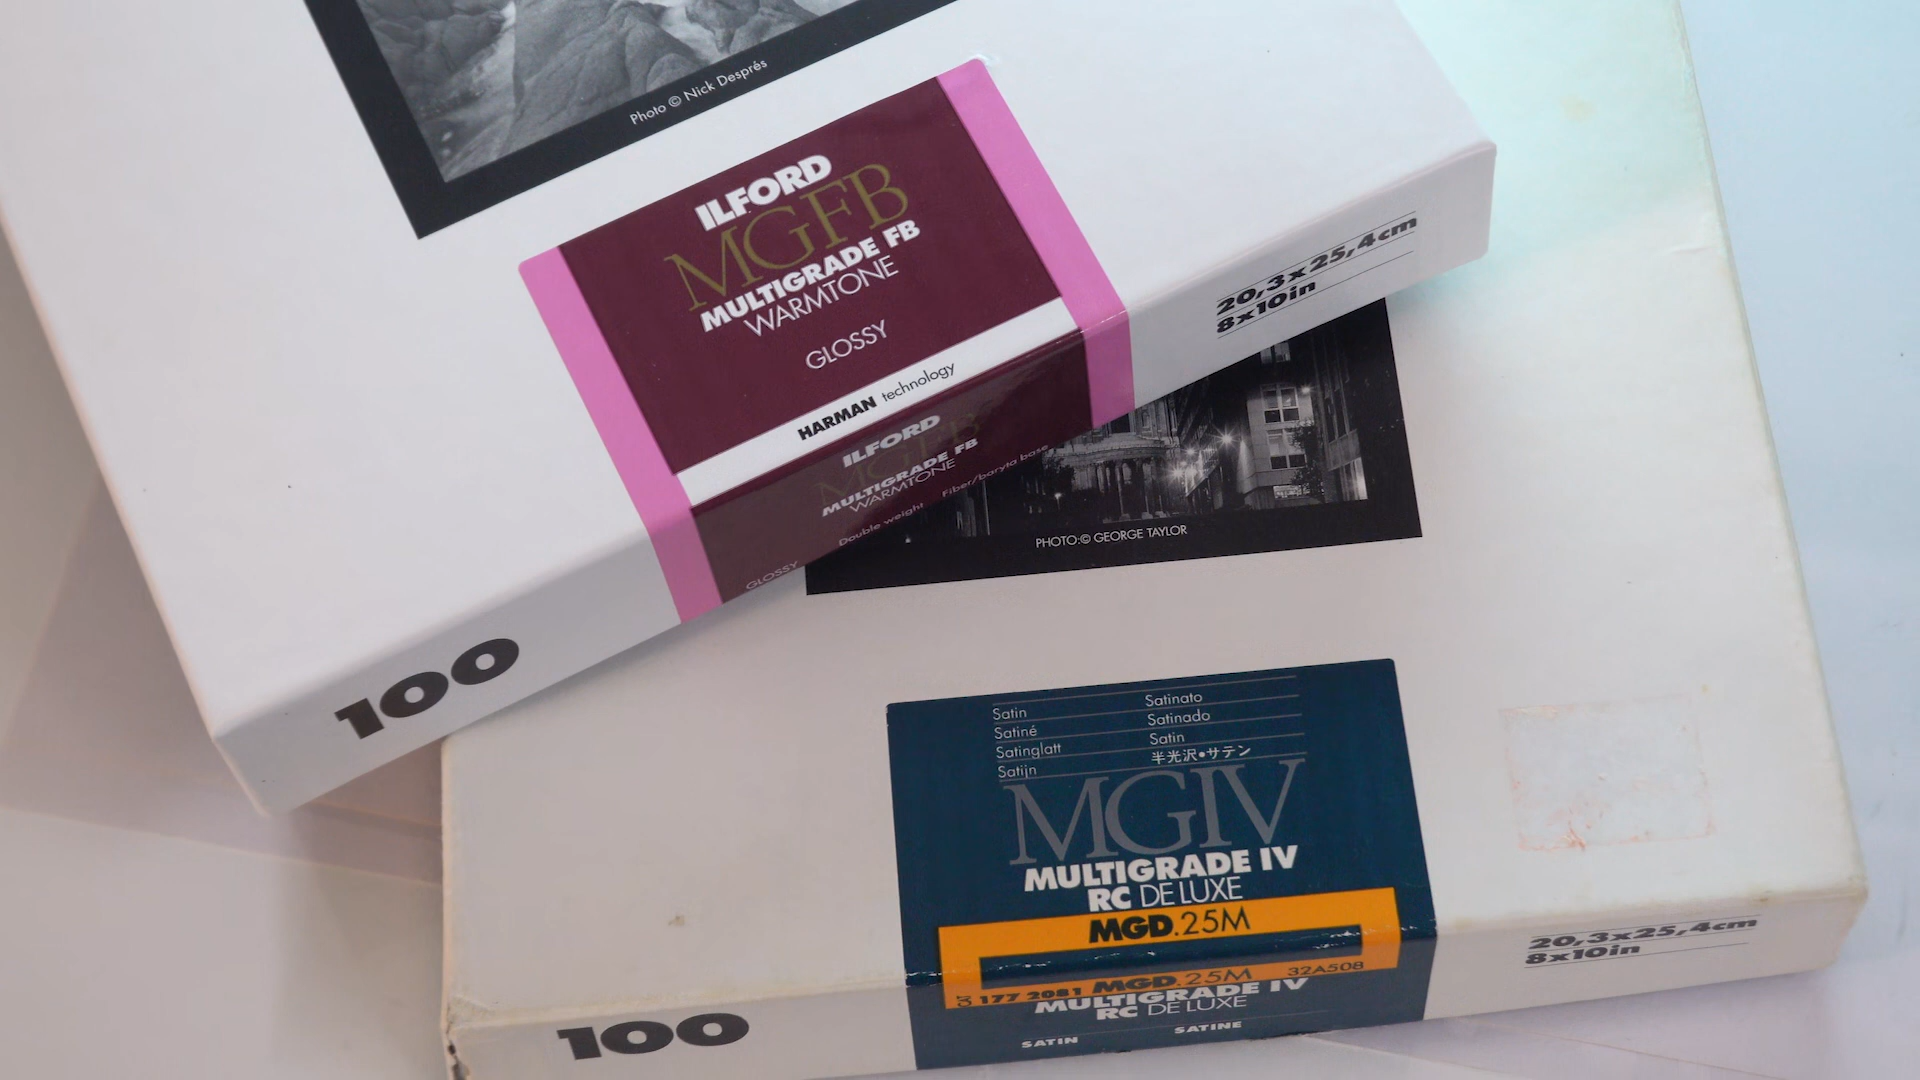 Photo © Nick Després
ILFORD
MGFB
MULTIGRADE FB
WARMTONE
GLOSSY
HARMAN technology
ILFORD
MGFB
MULTIGRADE FB
WARMTONE
GLOSSY Double weight Fiber/baryta base
20,3x25,4cm
8x10in
100
PHOTO:© GEORGE TAYLOR
Satin Satinato
Satiné Satinado
Satinglatt Satin
Satijn 半光沢•サテン
MGIV
MULTIGRADE IV
RC DE LUXE
MGD.25M
177 2081 MGD.25M 32A508
MULTIGRADE IV
RC DE LUXE
SATIN SATINE
20,3x25,4cm
8x10in
100